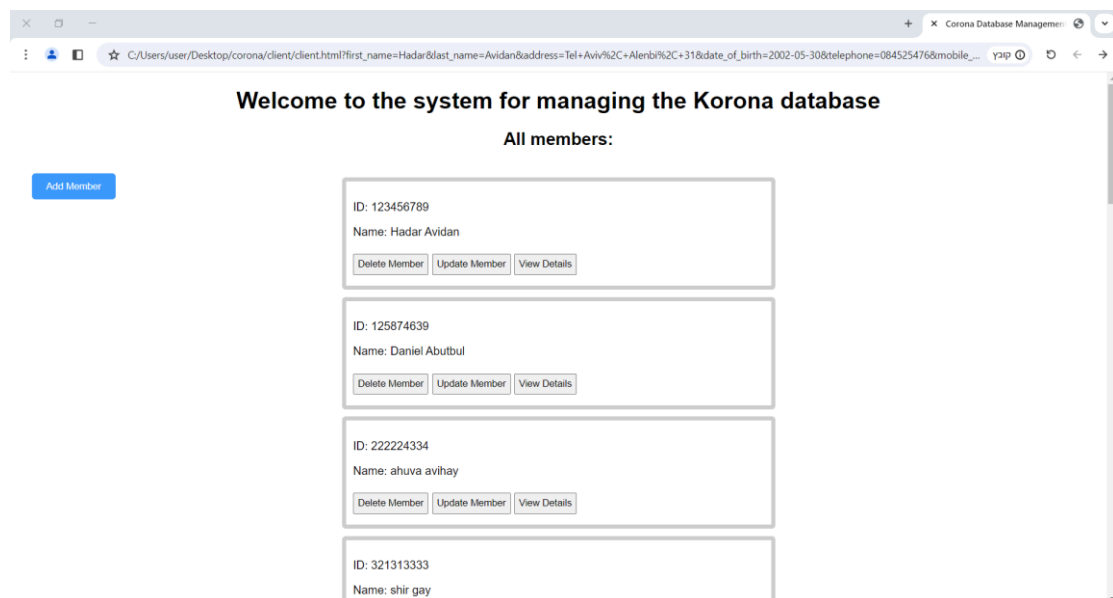 Corona Database Managemen
C:/Users/user/Desktop/corona/client/client.html?first_name=Hadar&last_name=Avidan&address=Tel+Aviv%2C+Alenbi%2C+31&date_of_birth=2002-05-30&telephone=084525476&mobile_... קובץ
Welcome to the system for managing the Korona database
All members:
Add Member
ID: 123456789
Name: Hadar Avidan
Delete Member Update Member View Details
ID: 125874639
Name: Daniel Abutbul
Delete Member Update Member View Details
ID: 222224334
Name: ahuva avihay
Delete Member Update Member View Details
ID: 321313333
Name: shir gay